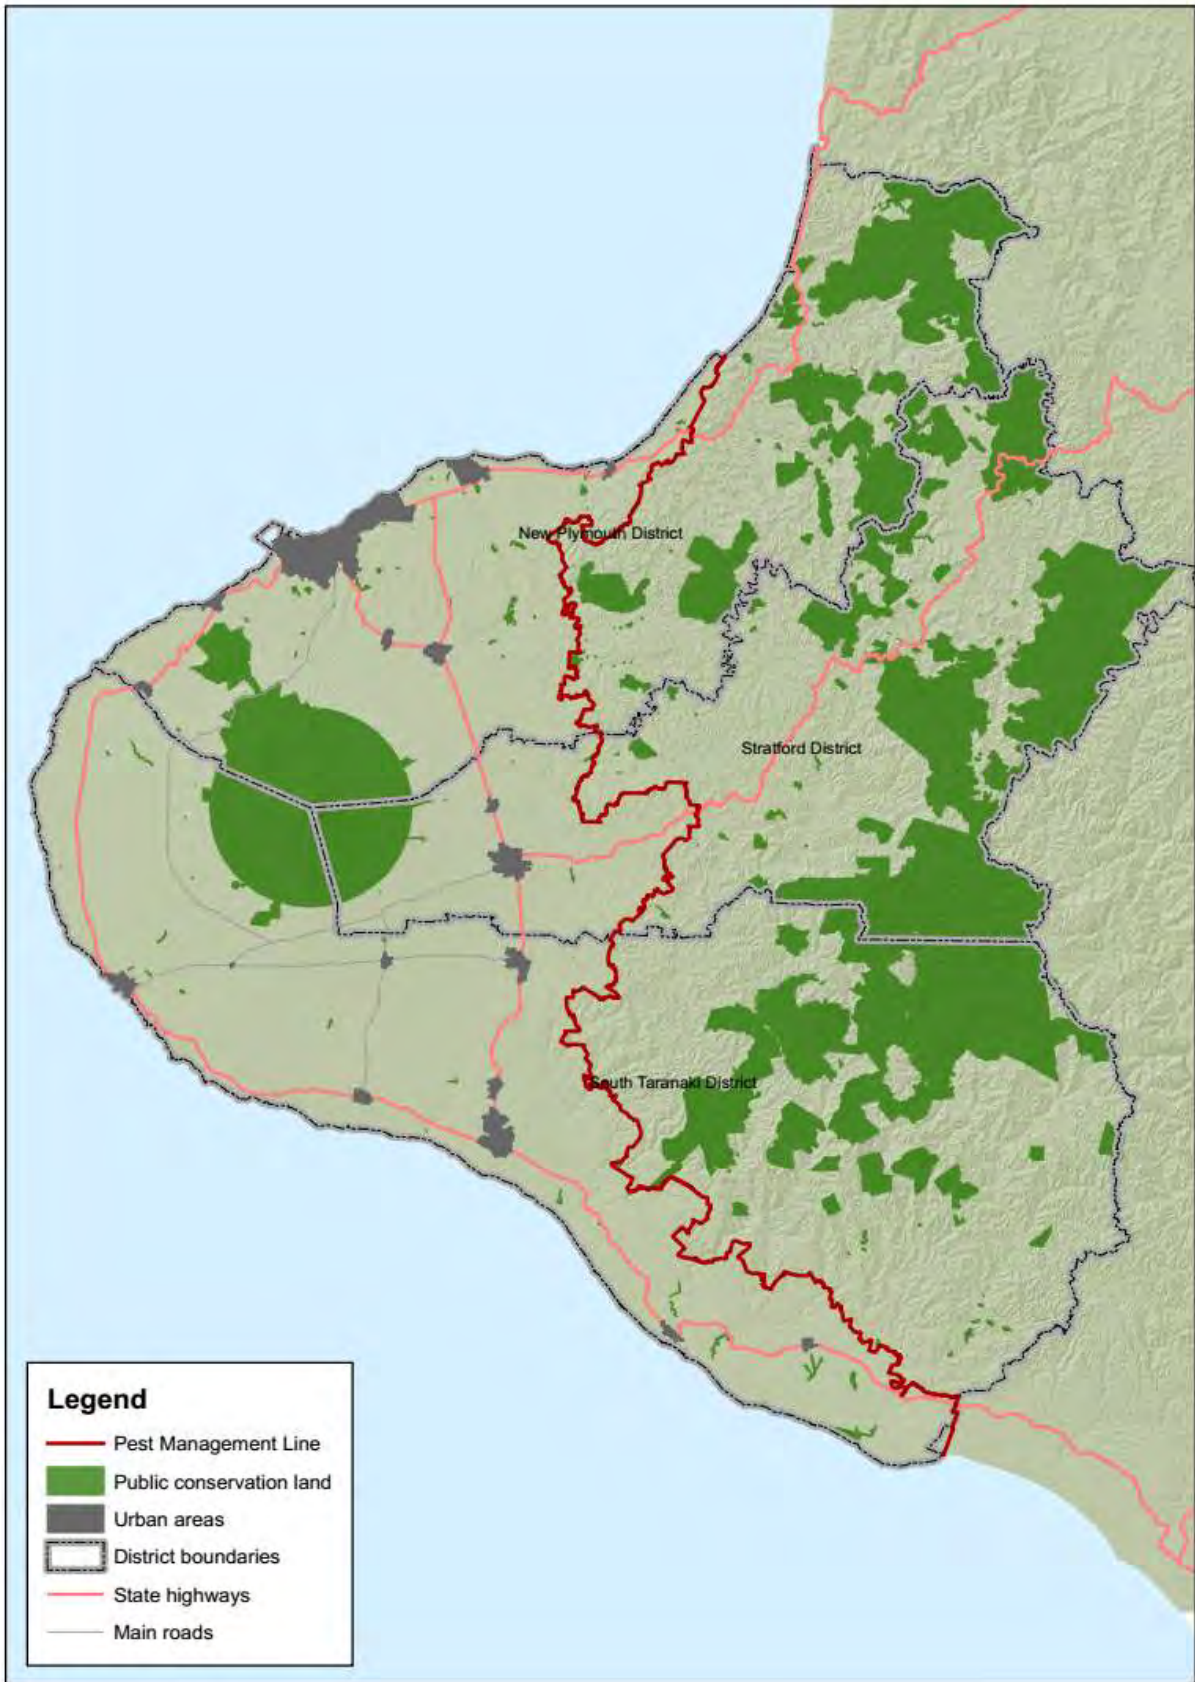 New Plymouth District
Stratford District
South Taranaki District
Legend
Pest Management Line
Public conservation land
Urban areas
District boundaries
State highways
Main roads